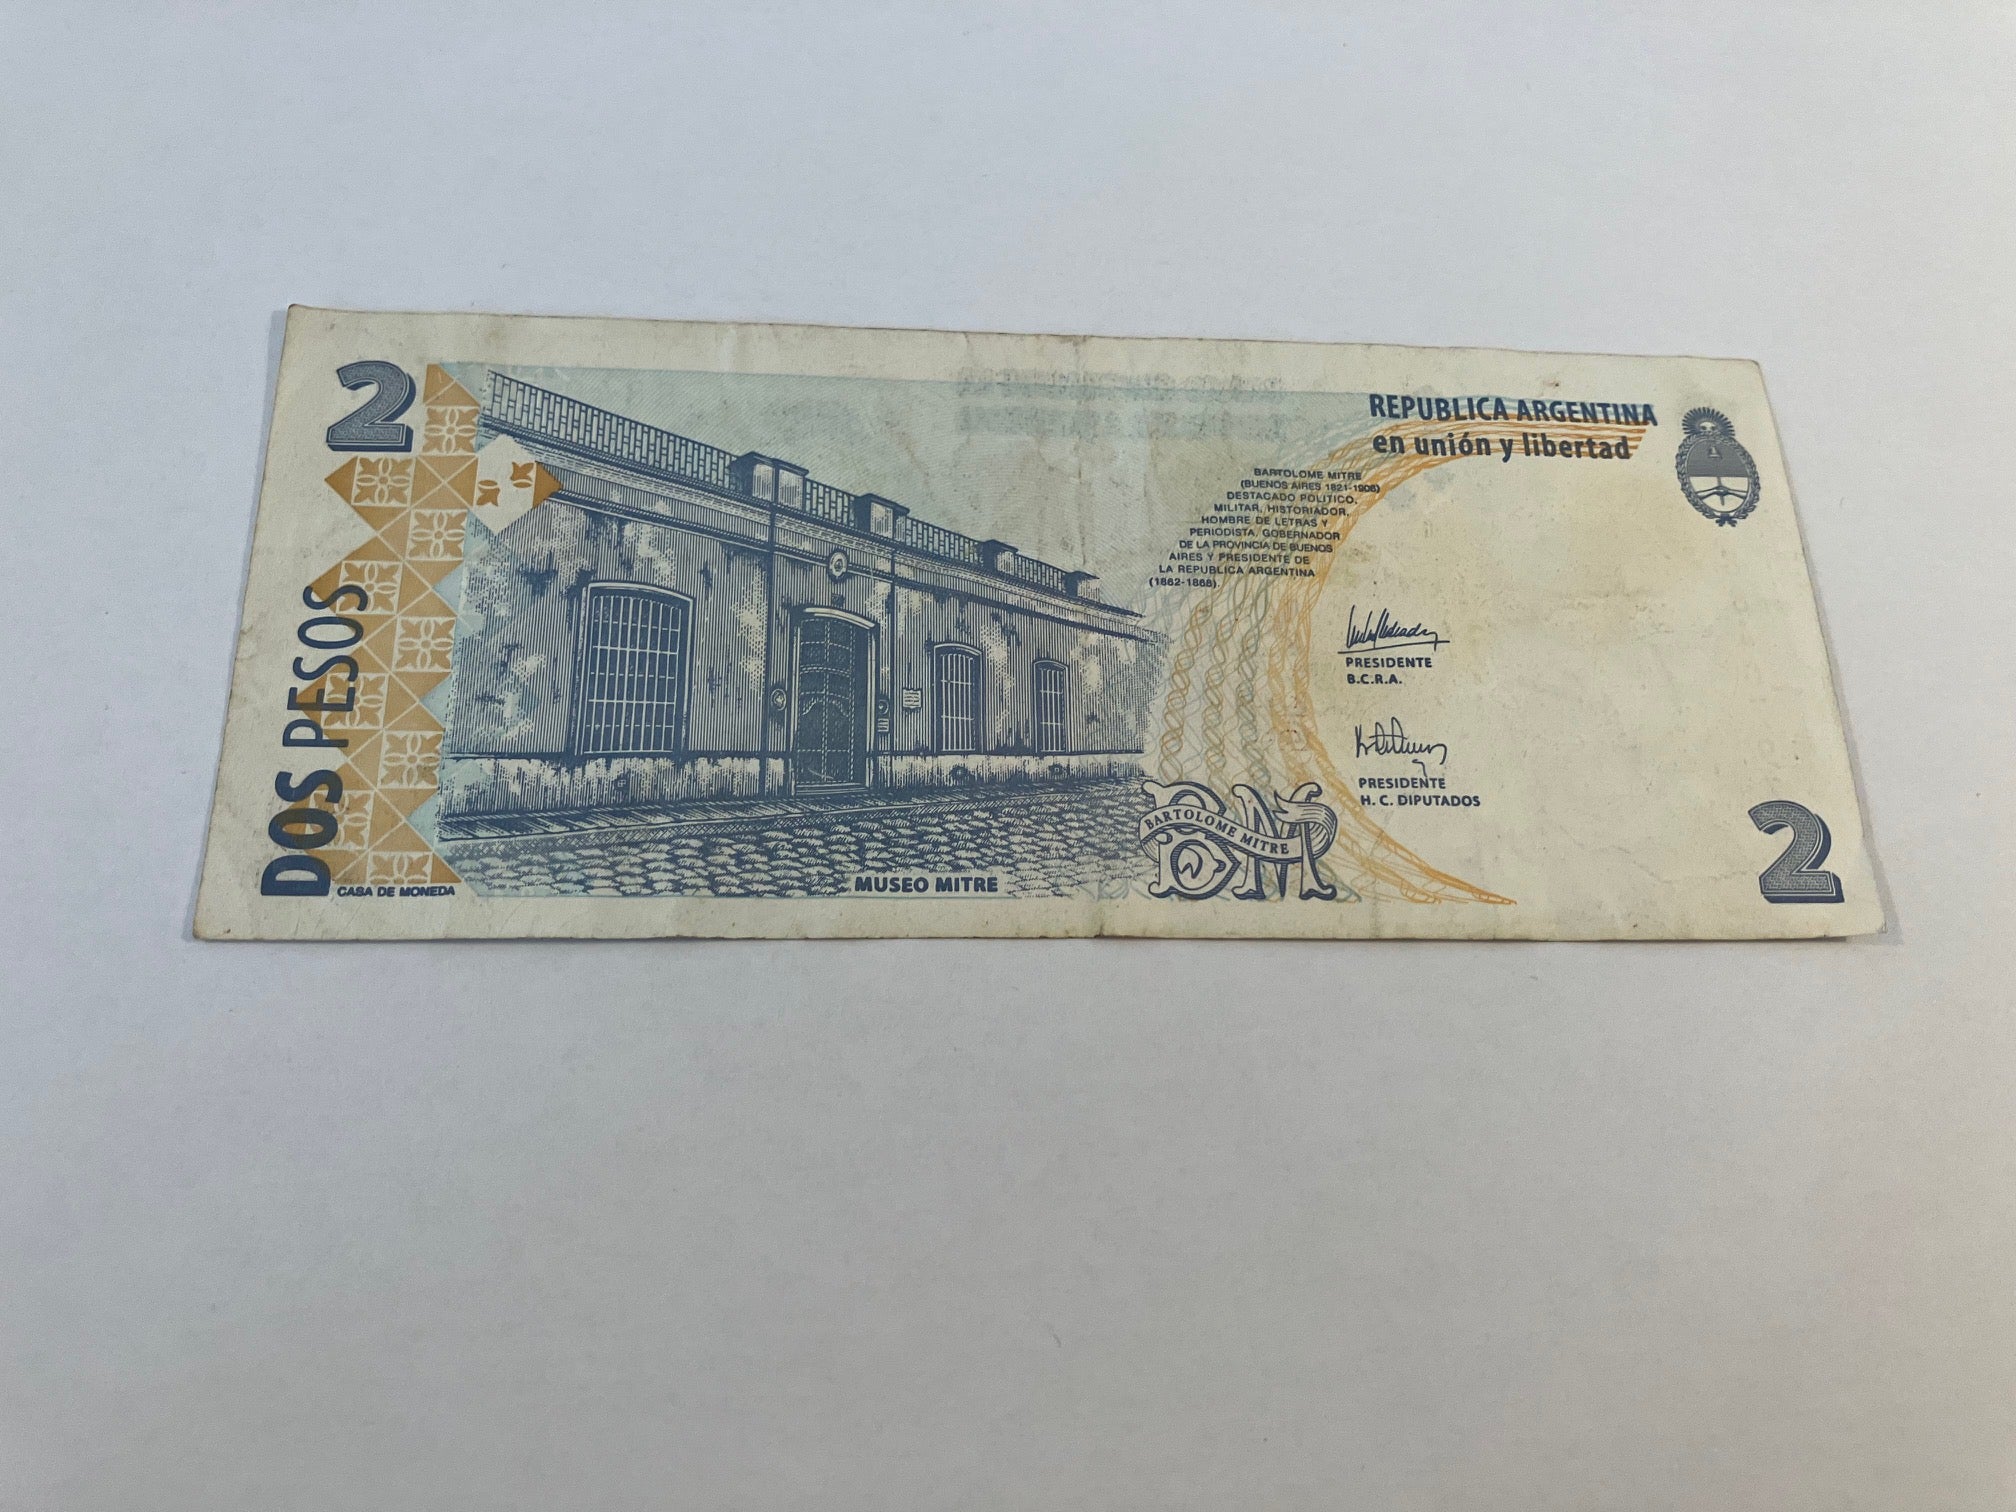 2
DOS PESOS
CASA DE MONEDA
MUSEO MITRE
REPUBLICA ARGENTINA
en unión y libertad
BARTOLOME MITRE
(BUENOS AIRES 1821-1906)
DESTACADO POLITICO,
MILITAR, HISTORIADOR,
HOMBRE DE LETRAS Y
PERIODISTA. GOBERNADOR
DE LA PROVINCIA DE BUENOS
AIRES Y PRESIDENTE DE
LA REPUBLICA ARGENTINA
(1862-1868).
PRESIDENTE
B.C.R.A.
PRESIDENTE
H. C. DIPUTADOS
BM
BARTOLOME MITRE
2